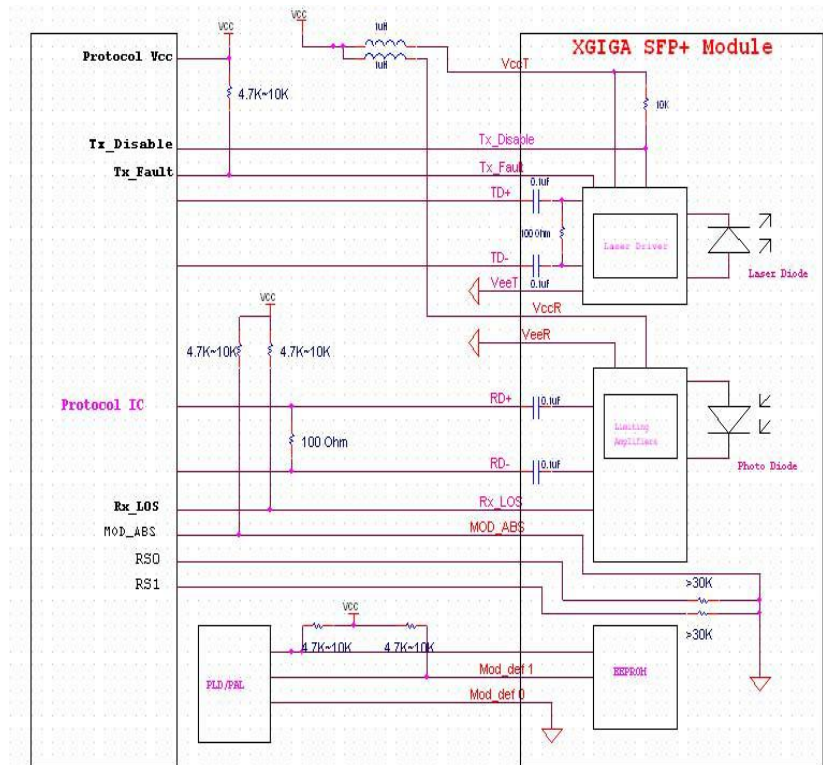 VCC
VCC
1uH
1uH
XGIGA SFP+ Module
Protocol Vcc
VccT
4.7K~10K
10K
Tx_Disable
Tx_Disable
Tx_Fault
Tx_Fault
TD+
0.1uf
100 Ohm
Laser Driver
Laser Diode
TD-
0.1uf
VeeT
VCC
VccR
VeeR
4.7K~10K
4.7K~10K
Protocol IC
RD+
0.1uf
Limiting
Amplifiers
100 Ohm
RD-
0.1uf
Photo Diode
Rx_LOS
Rx_LOS
MOD_ABS
MOD_ABS
RS0
RS1
>30K
>30K
VCC
4.7K~10K
4.7K~10K
PLD/PAL
Mod_def 1
EEPROM
Mod_def 0